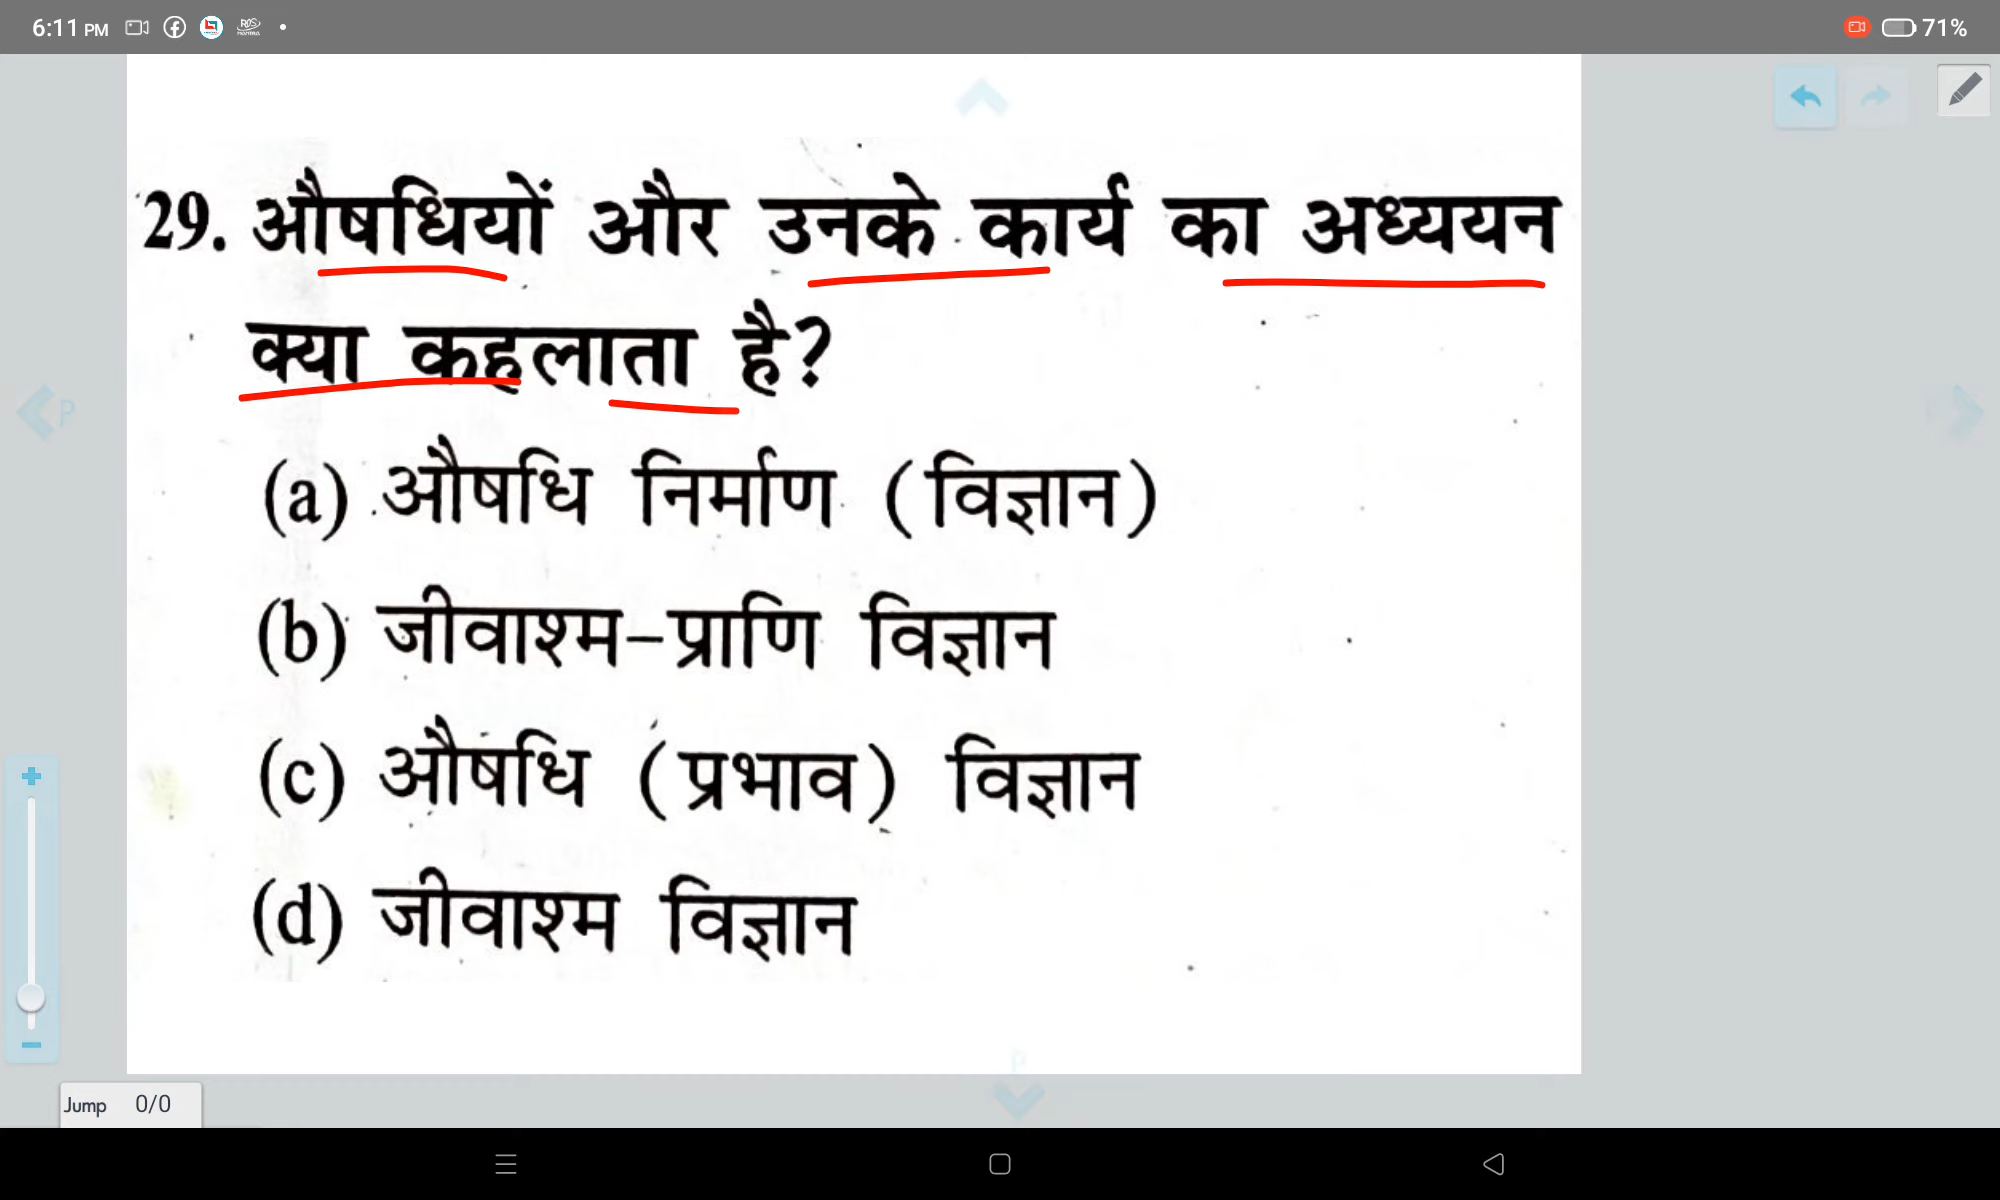 6:11 PM
71%
29. औषधियों और उनके कार्य का अध्ययन
क्या कहलाता है?
(a) औषधि निर्माण (विज्ञान)
(b) जीवाश्म-प्राणि विज्ञान
(c) औषधि (प्रभाव) विज्ञान
(d) जीवाश्म विज्ञान
P
P
Jump 0/0